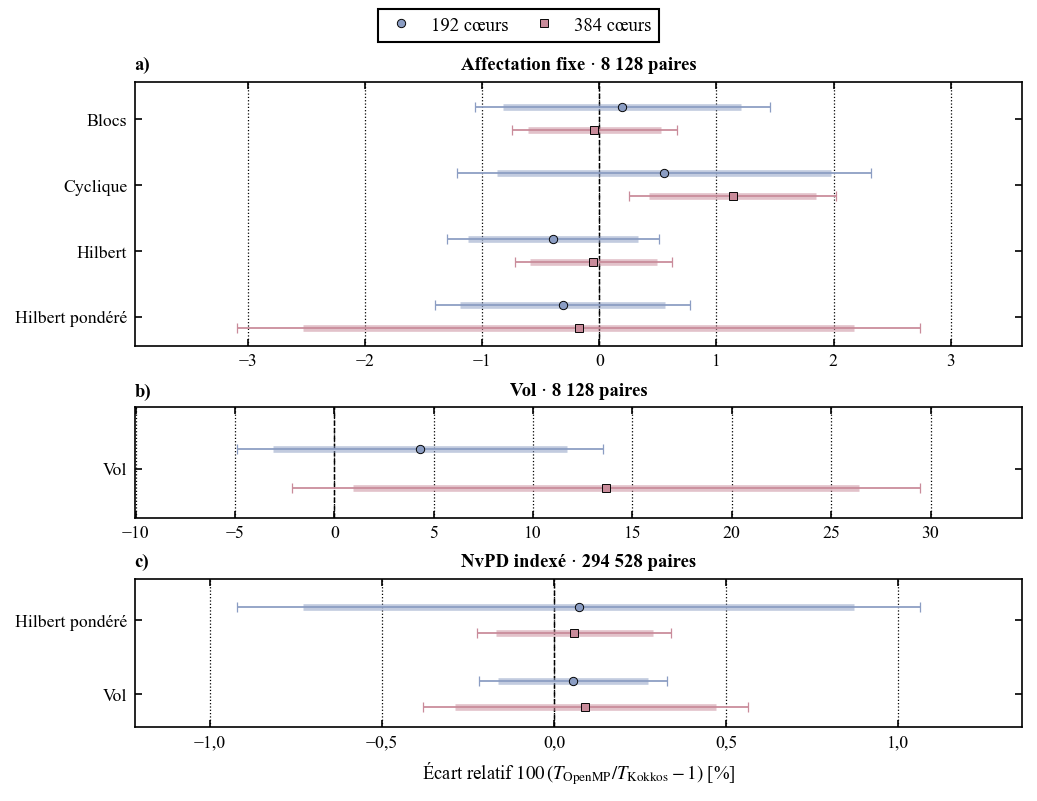 192 cœurs 384 cœurs
a) Affectation fixe · 8 128 paires
Blocs
Cyclique
Hilbert
Hilbert pondéré
−3 −2 −1 0 1 2 3
b) Vol · 8 128 paires
Vol
−10 −5 0 5 10 15 20 25 30
c) NvPD indexé · 294 528 paires
Hilbert pondéré
Vol
−1,0 −0,5 0,0 0,5 1,0
Écart relatif 100 (T_OpenMP/T_Kokkos − 1) [%]